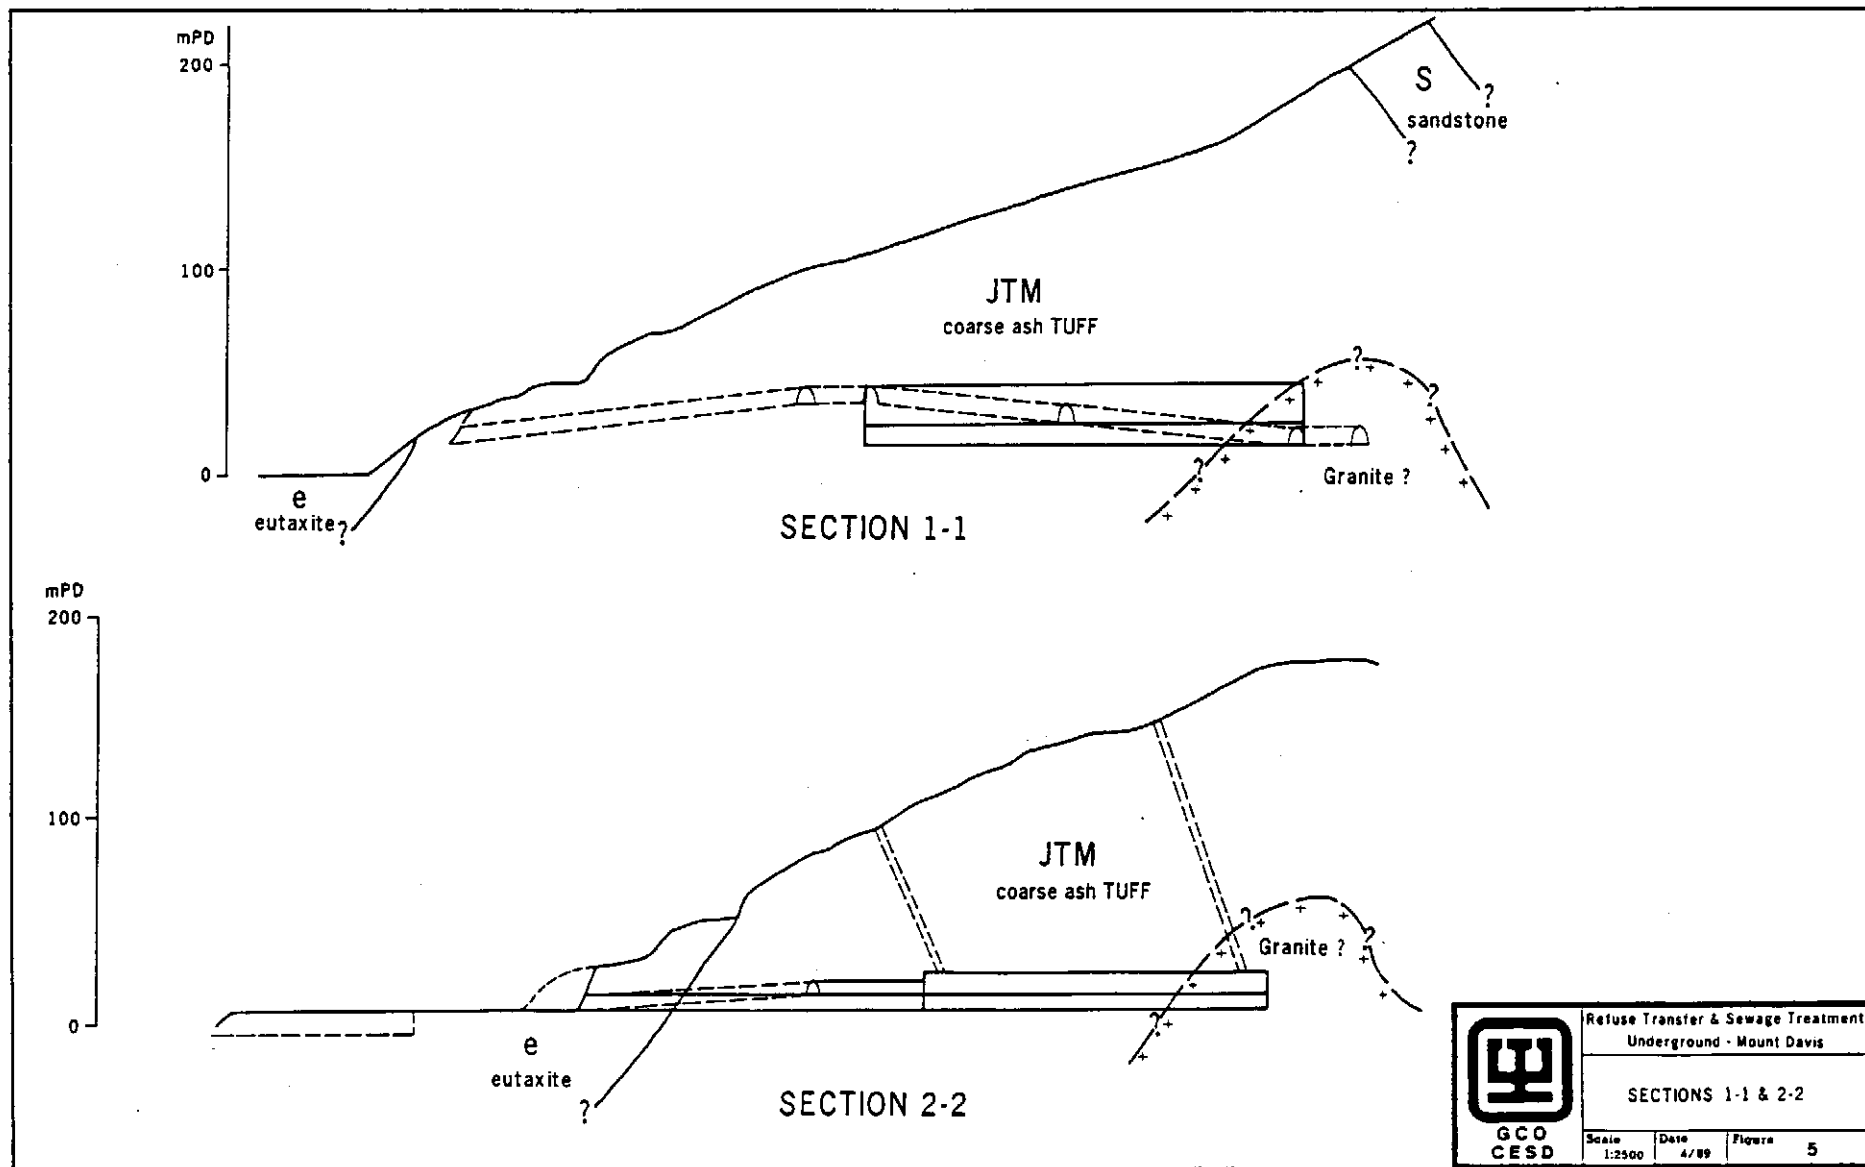 mPD
200
S
?
sandstone
?
100
JTM
coarse ash TUFF
?
?
?
0
Granite ?
e
eutaxite ?
SECTION 1-1
mPD
200
100
JTM
coarse ash TUFF
?
Granite ?
?
0
?
e
eutaxite
?
SECTION 2-2
GCO
CESD
Refuse Transfer & Sewage Treatment
Underground - Mount Davis
SECTIONS 1-1 & 2-2
Scale
1:2500
Date
4/89
Figure
5